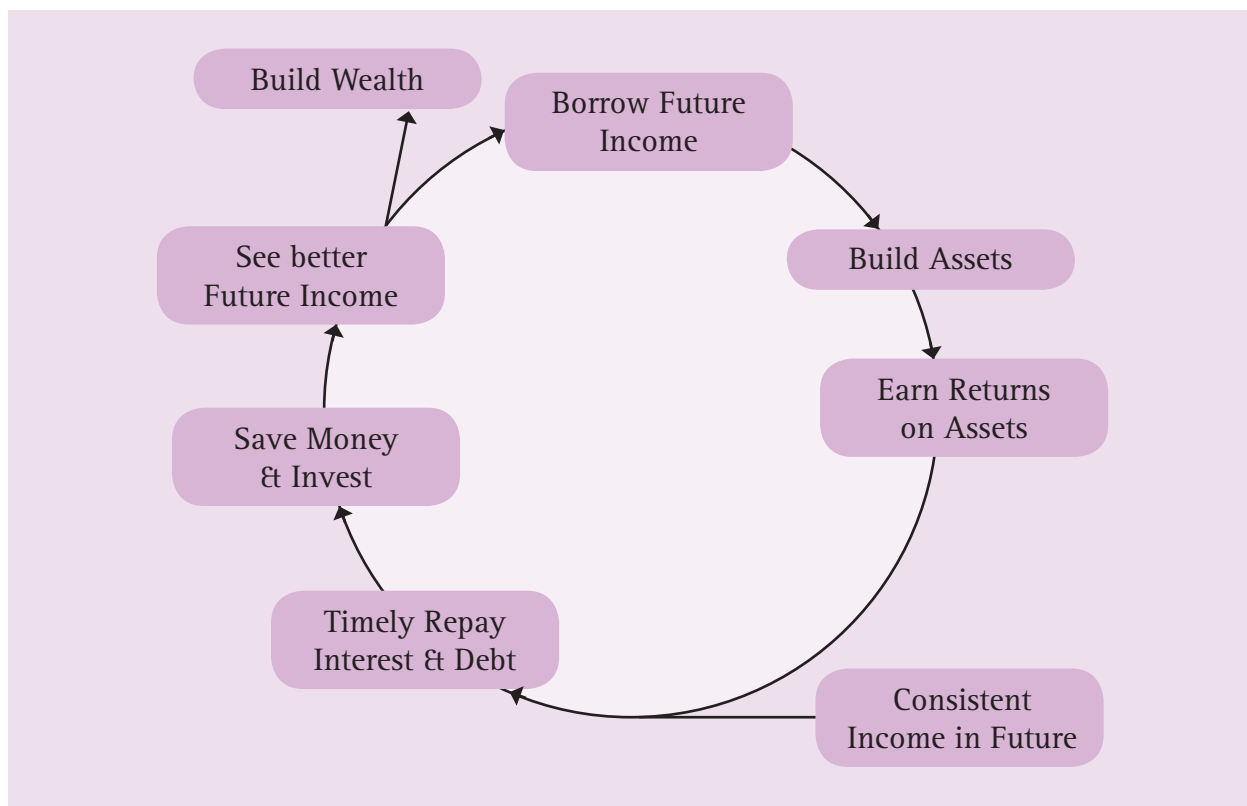 Build Wealth
Borrow Future
Income
Build Assets
Earn Returns
on Assets
Consistent
Income in Future
Timely Repay
Interest & Debt
Save Money
& Invest
See better
Future Income